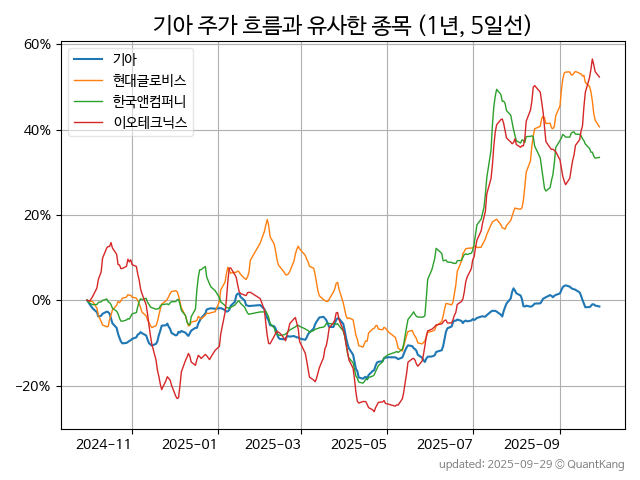 기아 주가 흐름과 유사한 종목 (1년, 5일선)
60%
40%
20%
0%
−20%
기아
현대글로비스
한국앤컴퍼니
이오테크닉스
2024-11 2025-01 2025-03 2025-05 2025-07 2025-09
updated: 2025-09-29 © QuantKang